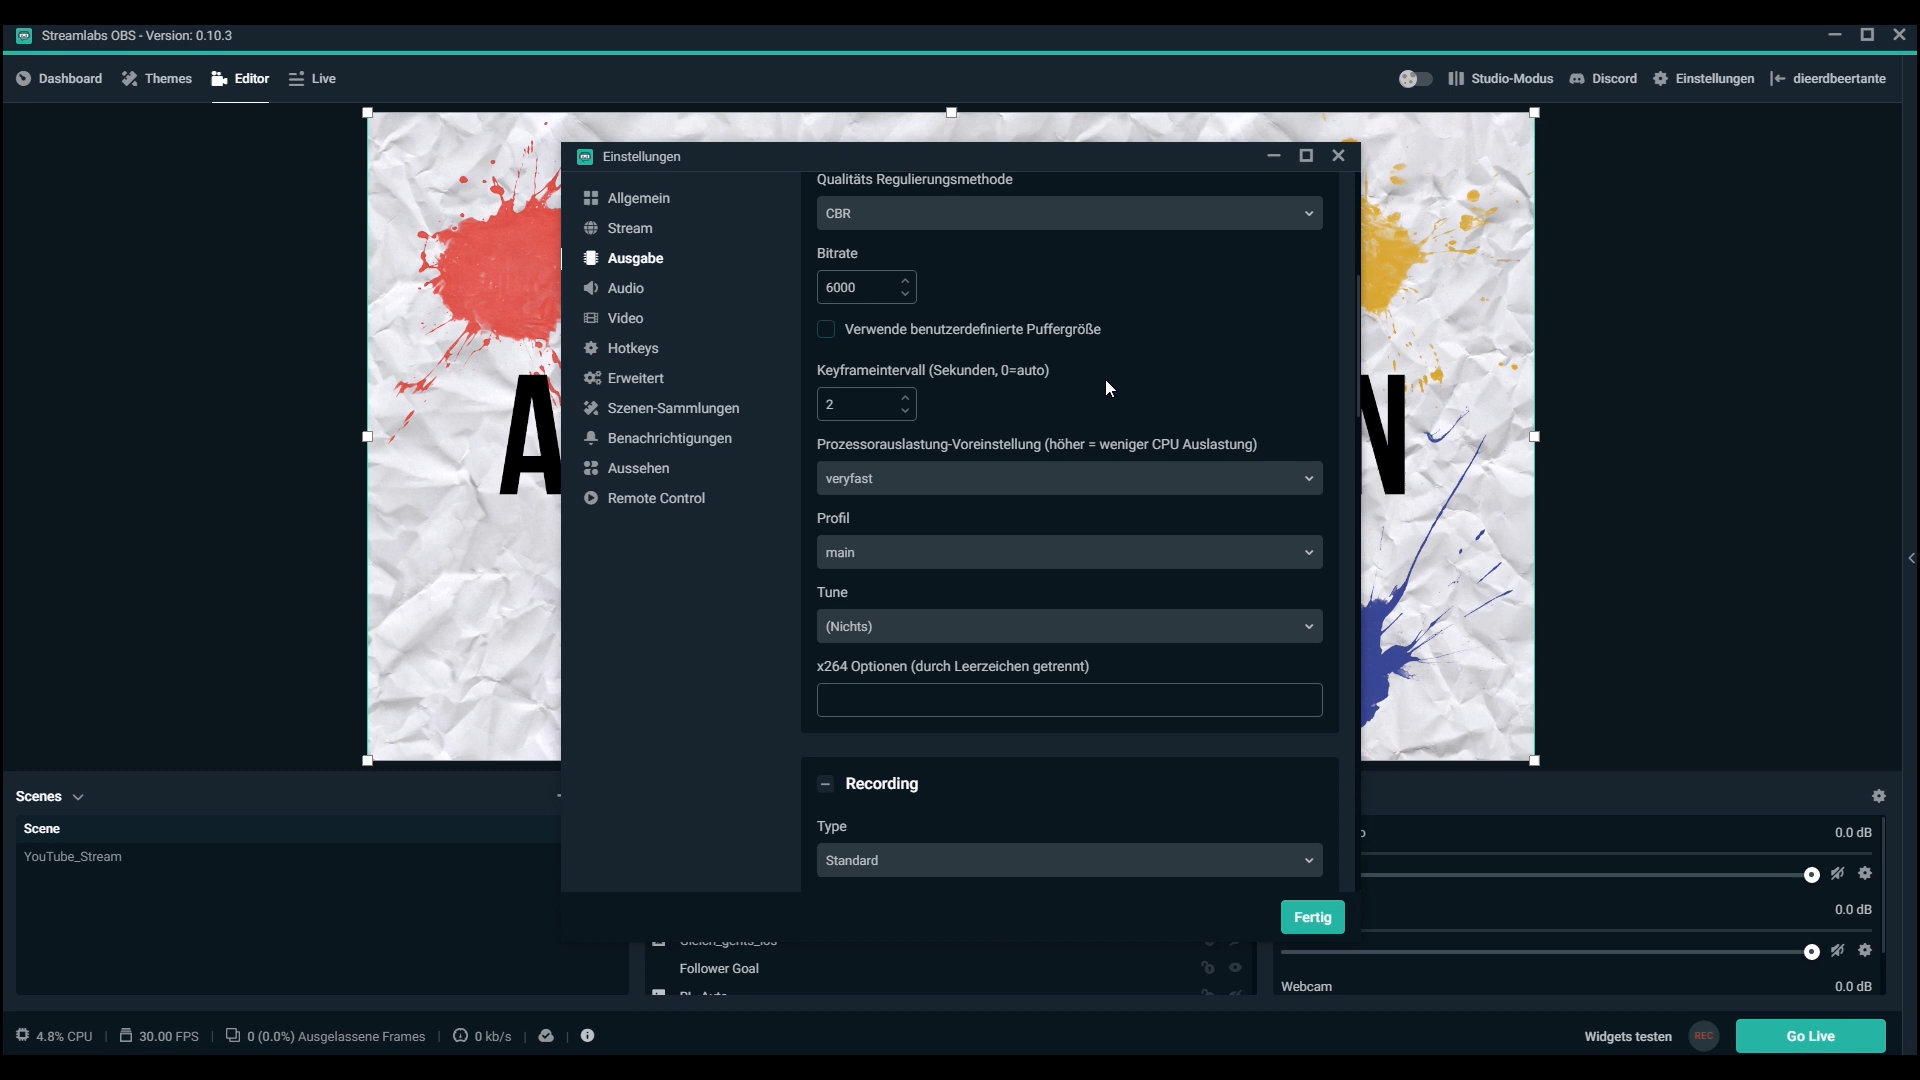 Streamlabs OBS - Version: 0.10.3
Dashboard
Themes
Editor
Live
Studio-Modus
Discord
Einstellungen
dieerdbeertante
Einstellungen
Allgemein
Stream
Ausgabe
Audio
Video
Hotkeys
Erweitert
Szenen-Sammlungen
Benachrichtigungen
Aussehen
Remote Control
Qualitäts Regulierungsmethode
CBR
Bitrate
6000
Verwende benutzerdefinierte Puffergröße
Keyframeintervall (Sekunden, 0=auto)
2
Prozessorauslastung-Voreinstellung (höher = weniger CPU Auslastung)
veryfast
Profil
main
Tune
(Nichts)
x264 Optionen (durch Leerzeichen getrennt)
Recording
Type
Standard
Fertig
A
N
Scenes
Scene
YouTube_Stream
Follower Goal
0.0 dB
0.0 dB
Webcam
0.0 dB
4.8% CPU
30.00 FPS
0 (0.0%) Ausgelassene Frames
0 kb/s
Widgets testen
REC
Go Live